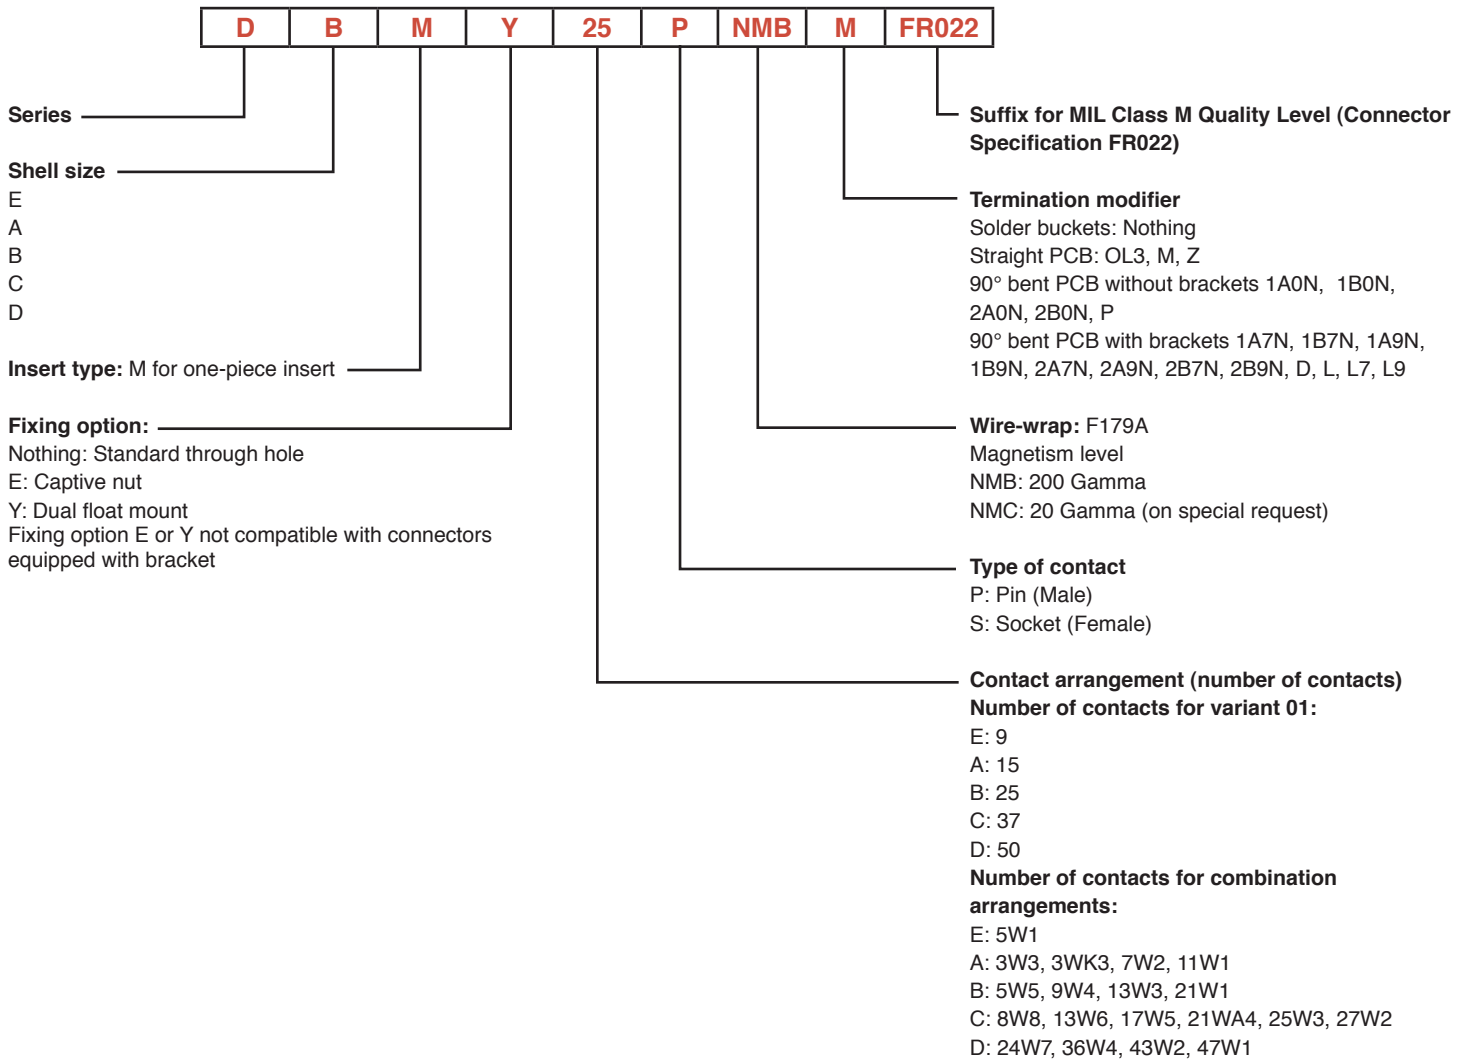 D B M Y 25 P NMB M FR022
Series
Shell size
E
A
B
C
D
Insert type: M for one-piece insert
Fixing option:
Nothing: Standard through hole
E: Captive nut
Y: Dual float mount
Fixing option E or Y not compatible with connectors
equipped with bracket
Suffix for MIL Class M Quality Level (Connector
Specification FR022)
Termination modifier
Solder buckets: Nothing
Straight PCB: OL3, M, Z
90° bent PCB without brackets 1A0N, 1B0N,
2A0N, 2B0N, P
90° bent PCB with brackets 1A7N, 1B7N, 1A9N,
1B9N, 2A7N, 2A9N, 2B7N, 2B9N, D, L, L7, L9
Wire-wrap: F179A
Magnetism level
NMB: 200 Gamma
NMC: 20 Gamma (on special request)
Type of contact
P: Pin (Male)
S: Socket (Female)
Contact arrangement (number of contacts)
Number of contacts for variant 01:
E: 9
A: 15
B: 25
C: 37
D: 50
Number of contacts for combination
arrangements:
E: 5W1
A: 3W3, 3WK3, 7W2, 11W1
B: 5W5, 9W4, 13W3, 21W1
C: 8W8, 13W6, 17W5, 21WA4, 25W3, 27W2
D: 24W7, 36W4, 43W2, 47W1